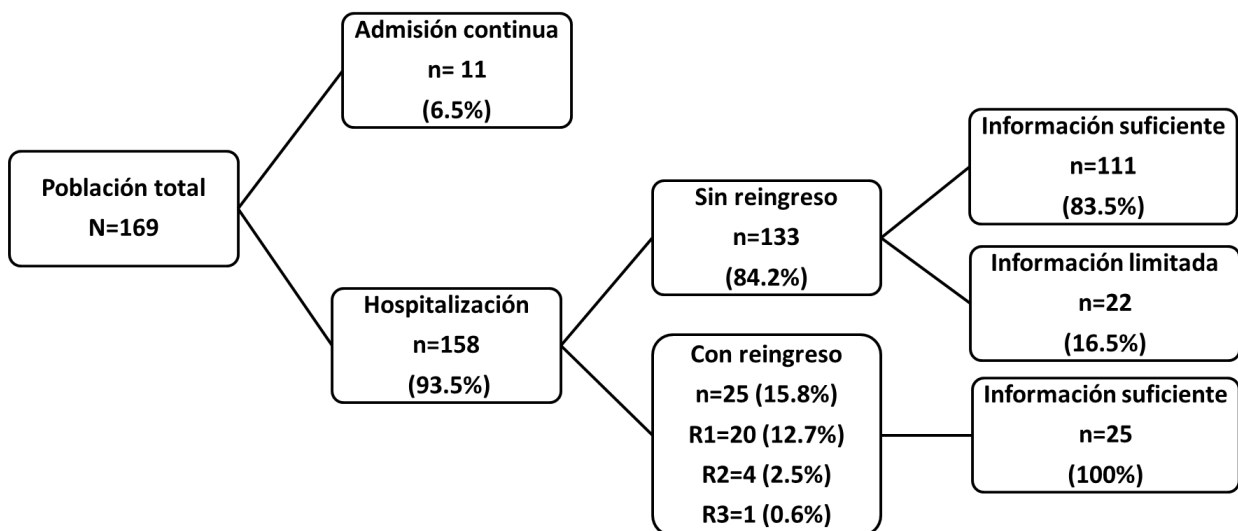 Población total
N=169
Admisión continua
n= 11
(6.5%)
Hospitalización
n=158
(93.5%)
Sin reingreso
n=133
(84.2%)
Con reingreso
n=25 (15.8%)
R1=20 (12.7%)
R2=4 (2.5%)
R3=1 (0.6%)
Información suficiente
n=111
(83.5%)
Información limitada
n=22
(16.5%)
Información suficiente
n=25
(100%)